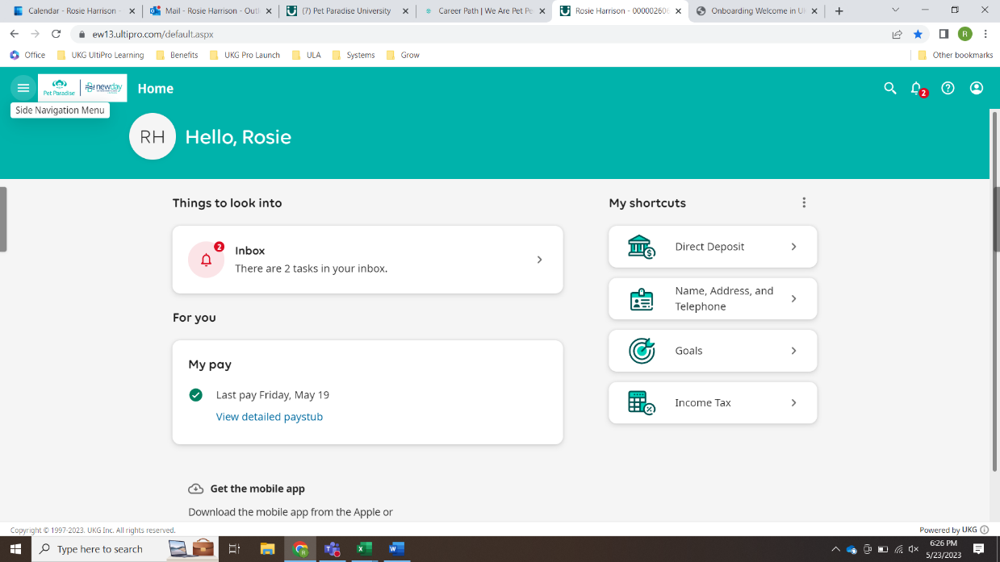 Calendar - Rosie Harrison -
Mail - Rosie Harrison - Outl
(7) Pet Paradise University
Career Path | We Are Pet Pa
Rosie Harrison - 000002606
Onboarding Welcome in Ul
ew13.ultipro.com/default.aspx
R
Office
UKG UltiPro Learning
Benefits
UKG Pro Launch
ULA
Systems
Grow
Other bookmarks
Pet Paradise
newday
Home
2
Side Navigation Menu
RH
Hello, Rosie
Things to look into
My shortcuts
2
Inbox
There are 2 tasks in your inbox.
Direct Deposit
Name, Address, and
Telephone
For you
Goals
My pay
Last pay Friday, May 19
View detailed paystub
Income Tax
Get the mobile app
Download the mobile app from the Apple or
Copyright © 1997-2023. UKG Inc. All rights reserved.
Powered by UKG
Type here to search
6:26 PM
5/23/2023